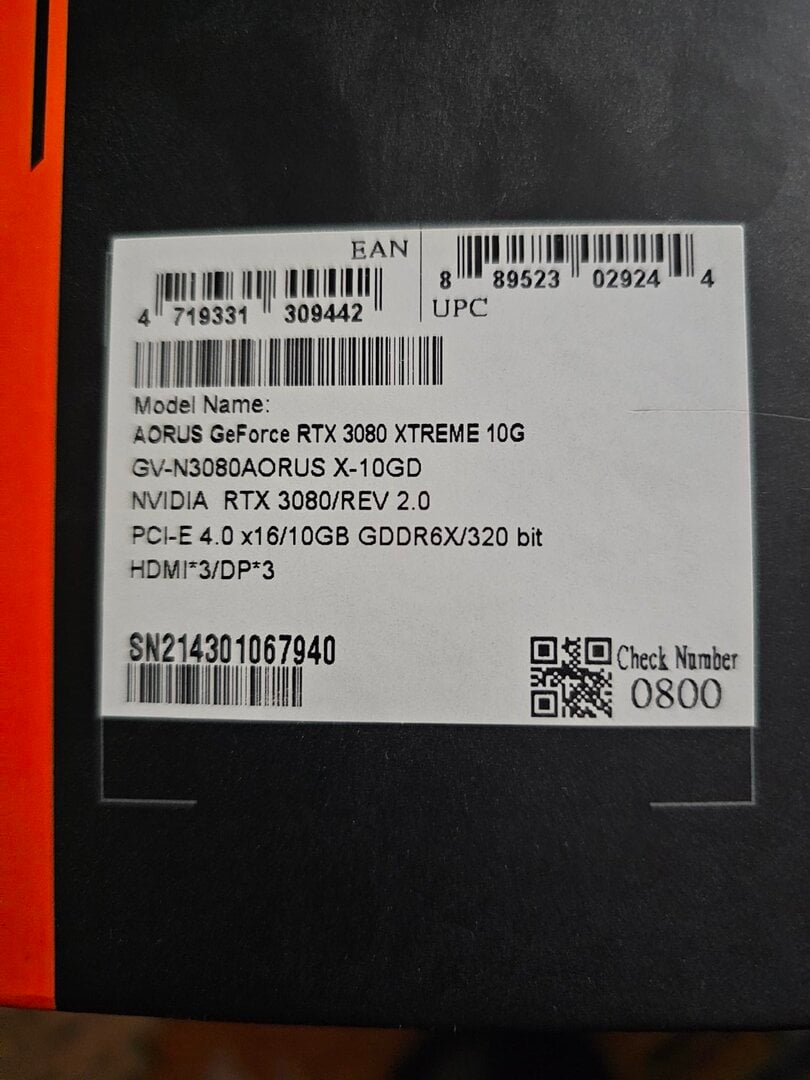 EAN
4 719331 309442
8 89523 02924 4
UPC
Model Name:
AORUS GeForce RTX 3080 XTREME 10G
GV-N3080AORUS X-10GD
NVIDIA RTX 3080/REV 2.0
PCI-E 4.0 x16/10GB GDDR6X/320 bit
HDMI*3/DP*3
SN214301067940
Check Number
0800